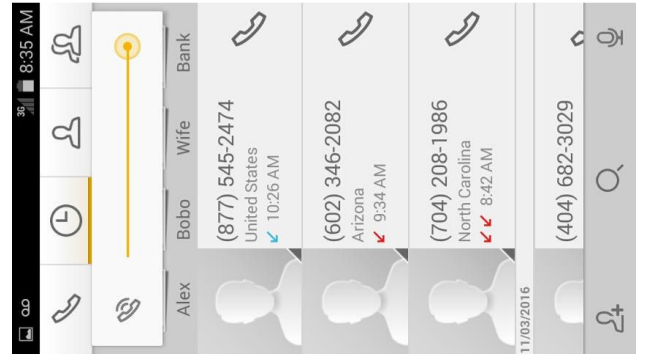 3G 8:35 AM
Alex Bobo Wife Bank
(877) 545-2474
United States
10:26 AM
(602) 346-2082
Arizona
9:34 AM
(704) 208-1986
North Carolina
8:42 AM
11/03/2016
(404) 682-3029